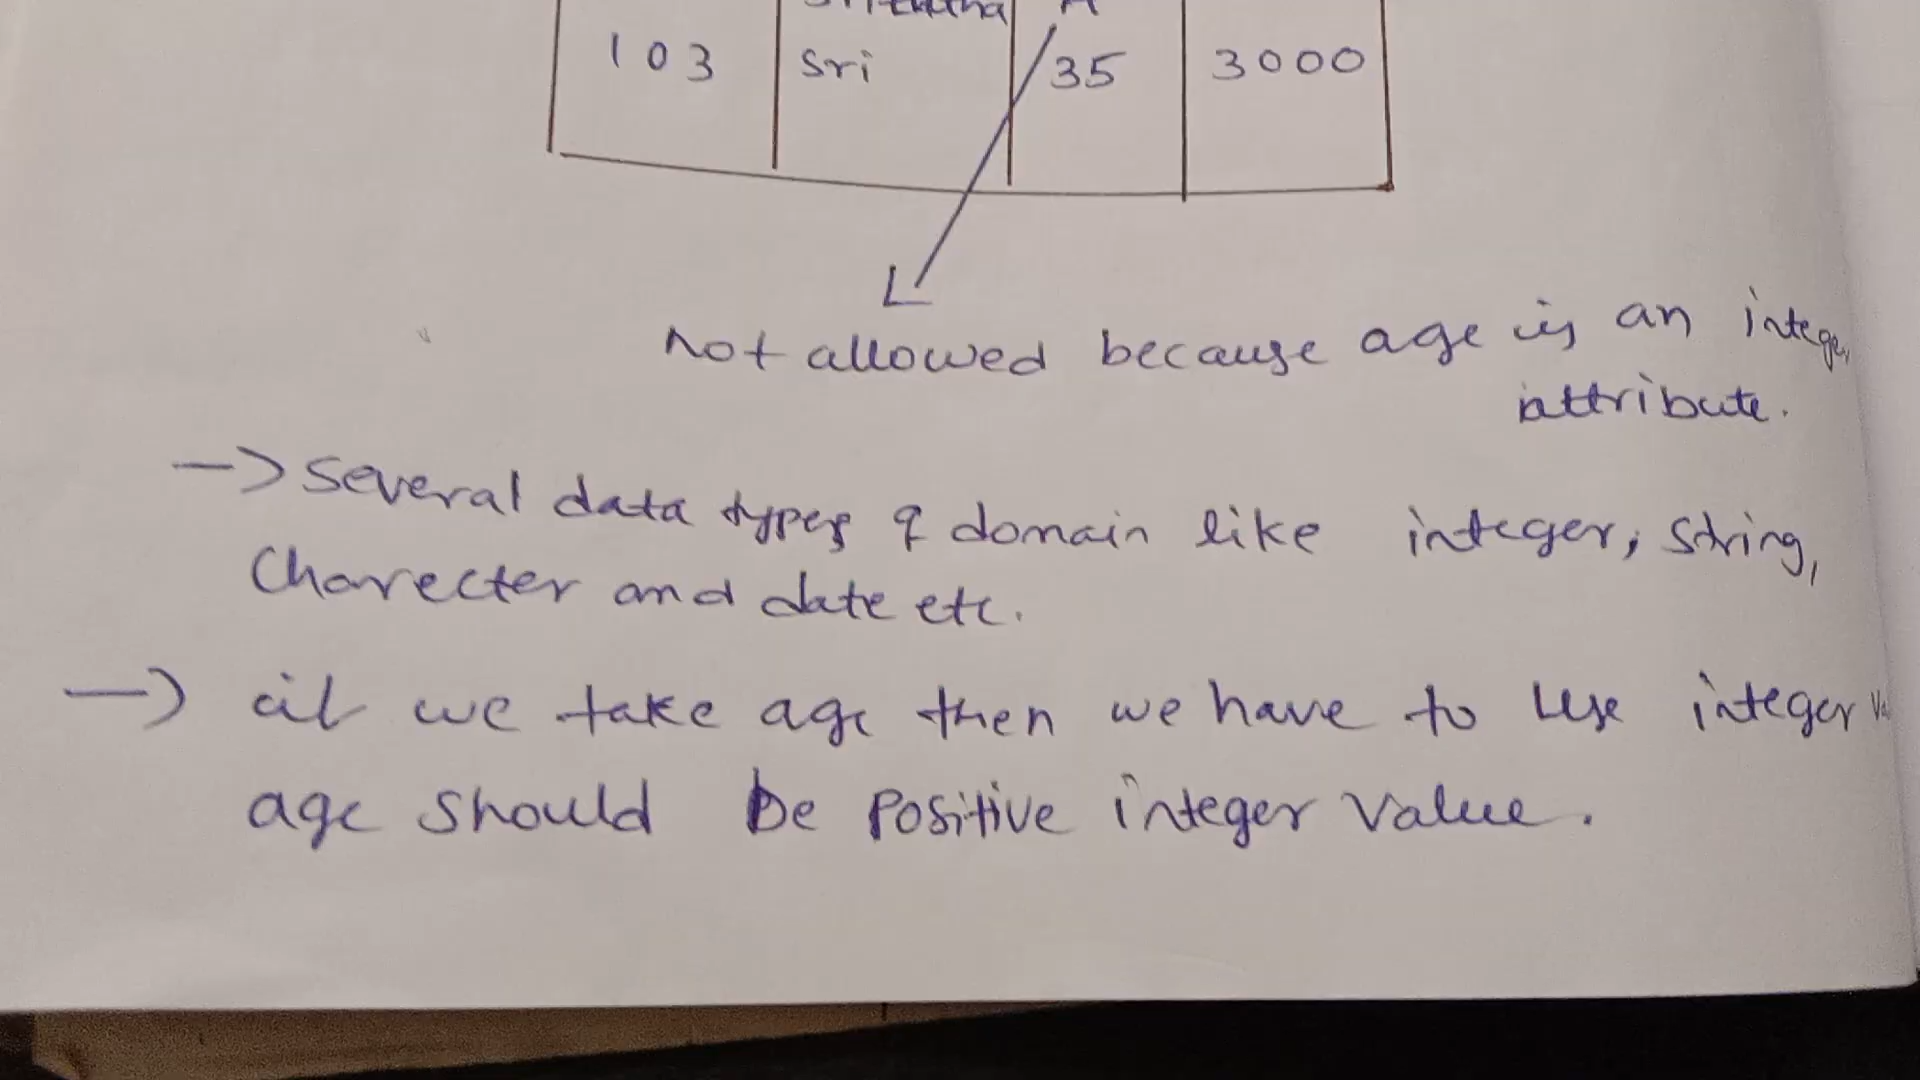 103 Sri 35 3000
not allowed because age is an intege
attribute.
-> Several data types of domain like integer, string,
Charecter and date etc.
-> if we take age then we have to use integer
age should be positive integer value.